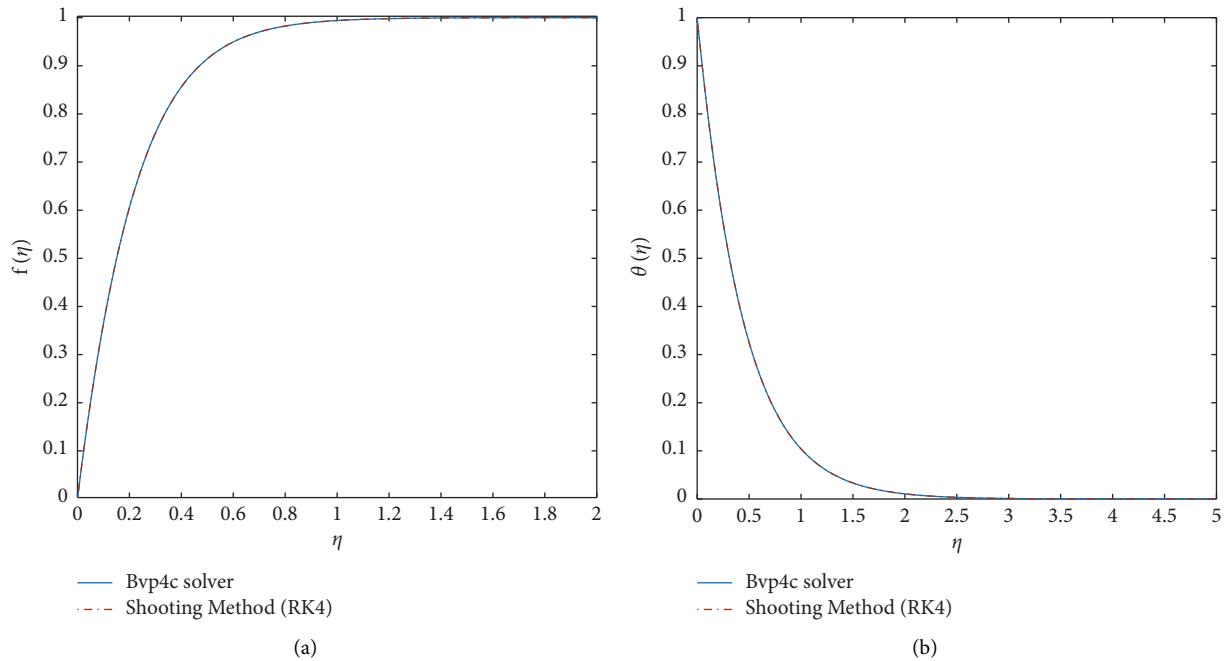 1
0.9
0.8
0.7
0.6
0.5
0.4
0.3
0.2
0.1
0
f (η)
0 0.2 0.4 0.6 0.8 1 1.2 1.4 1.6 1.8 2
η
Bvp4c solver
Shooting Method (RK4)
(a)
1
0.9
0.8
0.7
0.6
0.5
0.4
0.3
0.2
0.1
0
θ (η)
0 0.5 1 1.5 2 2.5 3 3.5 4 4.5 5
η
Bvp4c solver
Shooting Method (RK4)
(b)